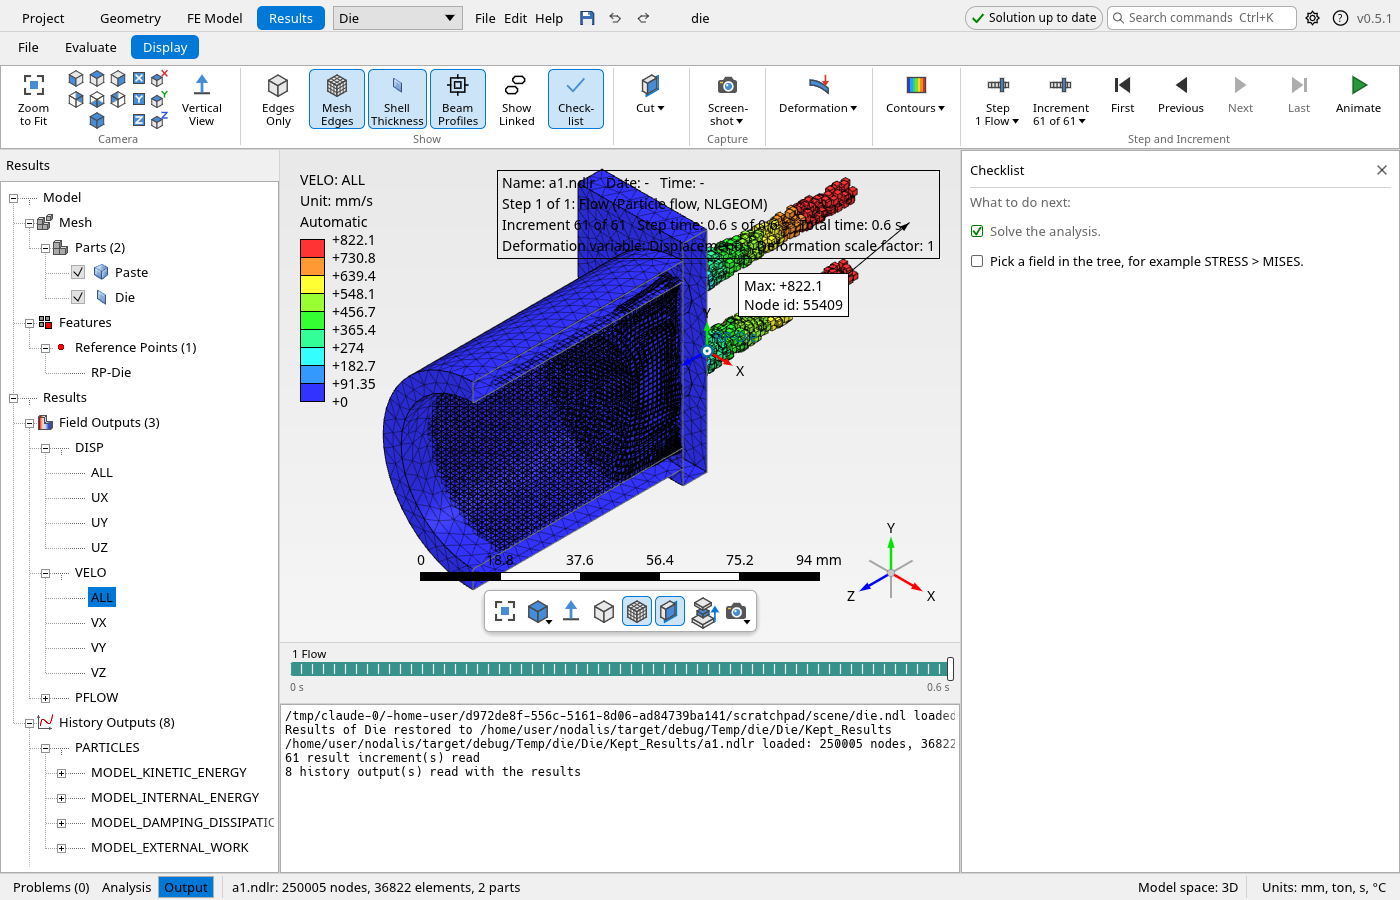 Project Geometry FE Model Results Die File Edit Help die Solution up to date Search commands Ctrl+K v0.5.1
File Evaluate Display
Zoom to Fit
Vertical View
Camera
Edges Only
Mesh Edges
Shell Thickness
Beam Profiles
Show Linked
Check-list
Show
Cut
Screen-shot
Capture
Deformation
Contours
Step 1 Flow
Increment 61 of 61
First
Previous
Next
Last
Animate
Step and Increment
Results
Model
Mesh
Parts (2)
Paste
Die
Features
Reference Points (1)
RP-Die
Results
Field Outputs (3)
DISP
ALL
UX
UY
UZ
VELO
ALL
VX
VY
VZ
PFLOW
History Outputs (8)
PARTICLES
MODEL_KINETIC_ENERGY
MODEL_INTERNAL_ENERGY
MODEL_DAMPING_DISSIPATIC
MODEL_EXTERNAL_WORK
VELO: ALL
Unit: mm/s
Automatic
+822.1
+730.8
+639.4
+548.1
+456.7
+365.4
+274
+182.7
+91.35
+0
Name: a1.ndlr Date: - Time: -
Step 1 of 1: Flow (Particle flow, NLGEOM)
Increment 61 of 61 Step time: 0.6 s of 0.6 s Total time: 0.6 s
Deformation variable: Displacements Deformation scale factor: 1
Max: +822.1
Node id: 55409
Y
X
0 18.8 37.6 56.4 75.2 94 mm
Y
Z X
1 Flow
0 s 0.6 s
/tmp/claude-0/-home-user/d972de8f-556c-5161-8d06-ad84739ba141/scratchpad/scene/die.ndl loaded
Results of Die restored to /home/user/nodalis/target/debug/Temp/die/Die/Kept_Results
/home/user/nodalis/target/debug/Temp/die/Die/Kept_Results/a1.ndlr loaded: 250005 nodes, 36822
61 result increment(s) read
8 history output(s) read with the results
Checklist
What to do next:
Solve the analysis.
Pick a field in the tree, for example STRESS > MISES.
Problems (0) Analysis Output a1.ndlr: 250005 nodes, 36822 elements, 2 parts Model space: 3D Units: mm, ton, s, °C